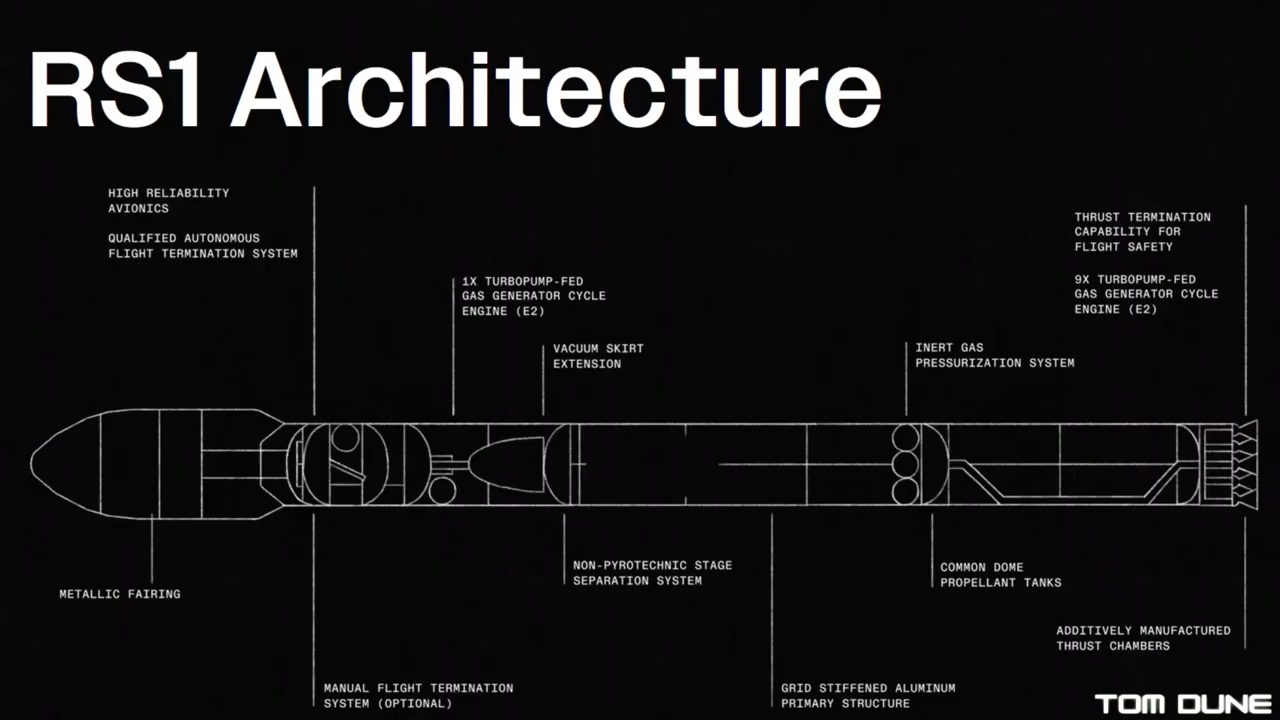 RS1 Architecture
HIGH RELIABILITY
AVIONICS
QUALIFIED AUTONOMOUS
FLIGHT TERMINATION SYSTEM
1X TURBOPUMP-FED
GAS GENERATOR CYCLE
ENGINE (E2)
VACUUM SKIRT
EXTENSION
INERT GAS
PRESSURIZATION SYSTEM
THRUST TERMINATION
CAPABILITY FOR
FLIGHT SAFETY
9X TURBOPUMP-FED
GAS GENERATOR CYCLE
ENGINE (E2)
METALLIC FAIRING
MANUAL FLIGHT TERMINATION
SYSTEM (OPTIONAL)
NON-PYROTECHNIC STAGE
SEPARATION SYSTEM
GRID STIFFENED ALUMINUM
PRIMARY STRUCTURE
COMMON DOME
PROPELLANT TANKS
ADDITIVELY MANUFACTURED
THRUST CHAMBERS
TOM DUNE